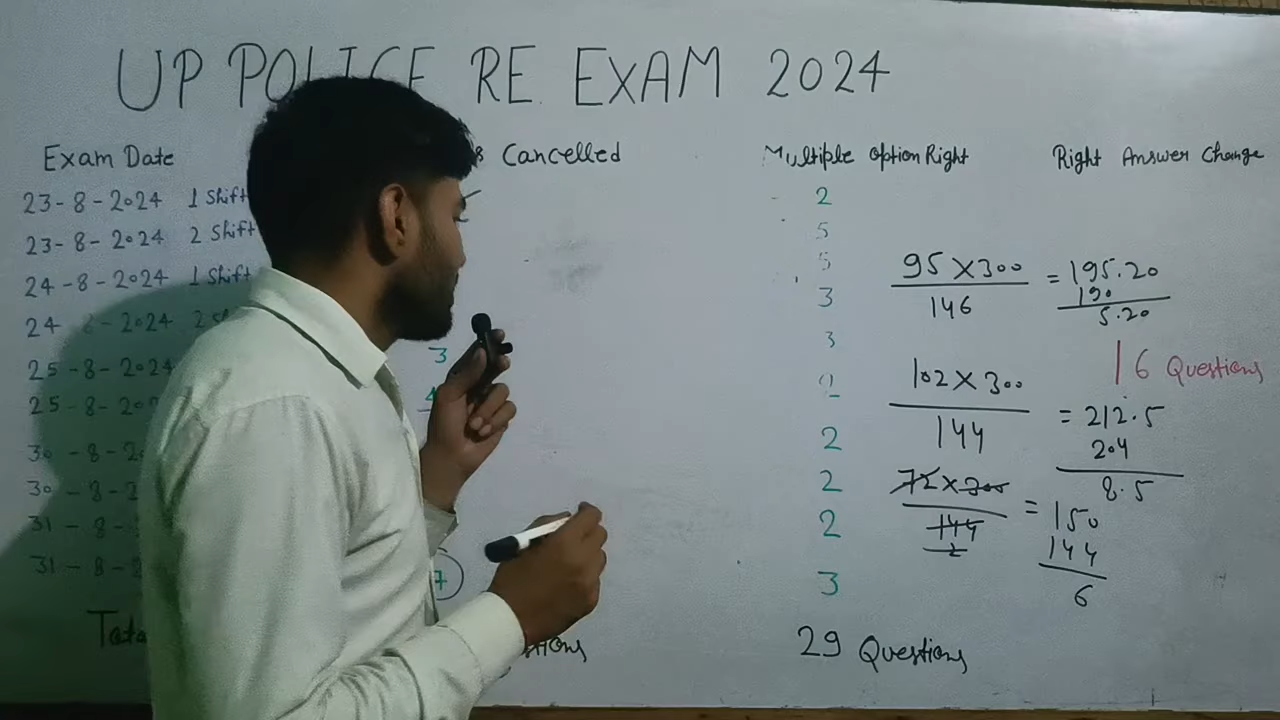 UP POLICE RE EXAM 2024
Exam Date Cancelled Multiple Option Right Right Answer Change
23-8-2024 1 Shift 2
23-8-2024 2 Shift 5
24-8-2024 1 Shift 5 95 X 300 = 195.20
24 8-2024 3 146 190
5.20
25-8-2024 3 3
16 Questions
25-8-20 4 102 X 300 = 212.5
144 204
8.5
30-8-2 2
30-8-2 2 72 X 300 = 150
31-8- 2 144 144
2 6
31-8-2 7 3
29 Questions